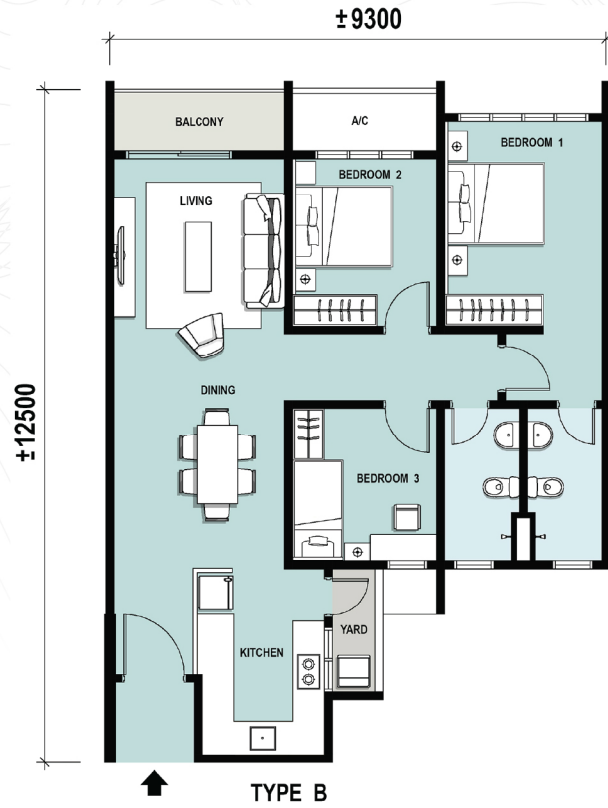 ±9300
BALCONY
A/C
BEDROOM 1
BEDROOM 2
LIVING
±12500
DINING
BEDROOM 3
YARD
KITCHEN
TYPE B